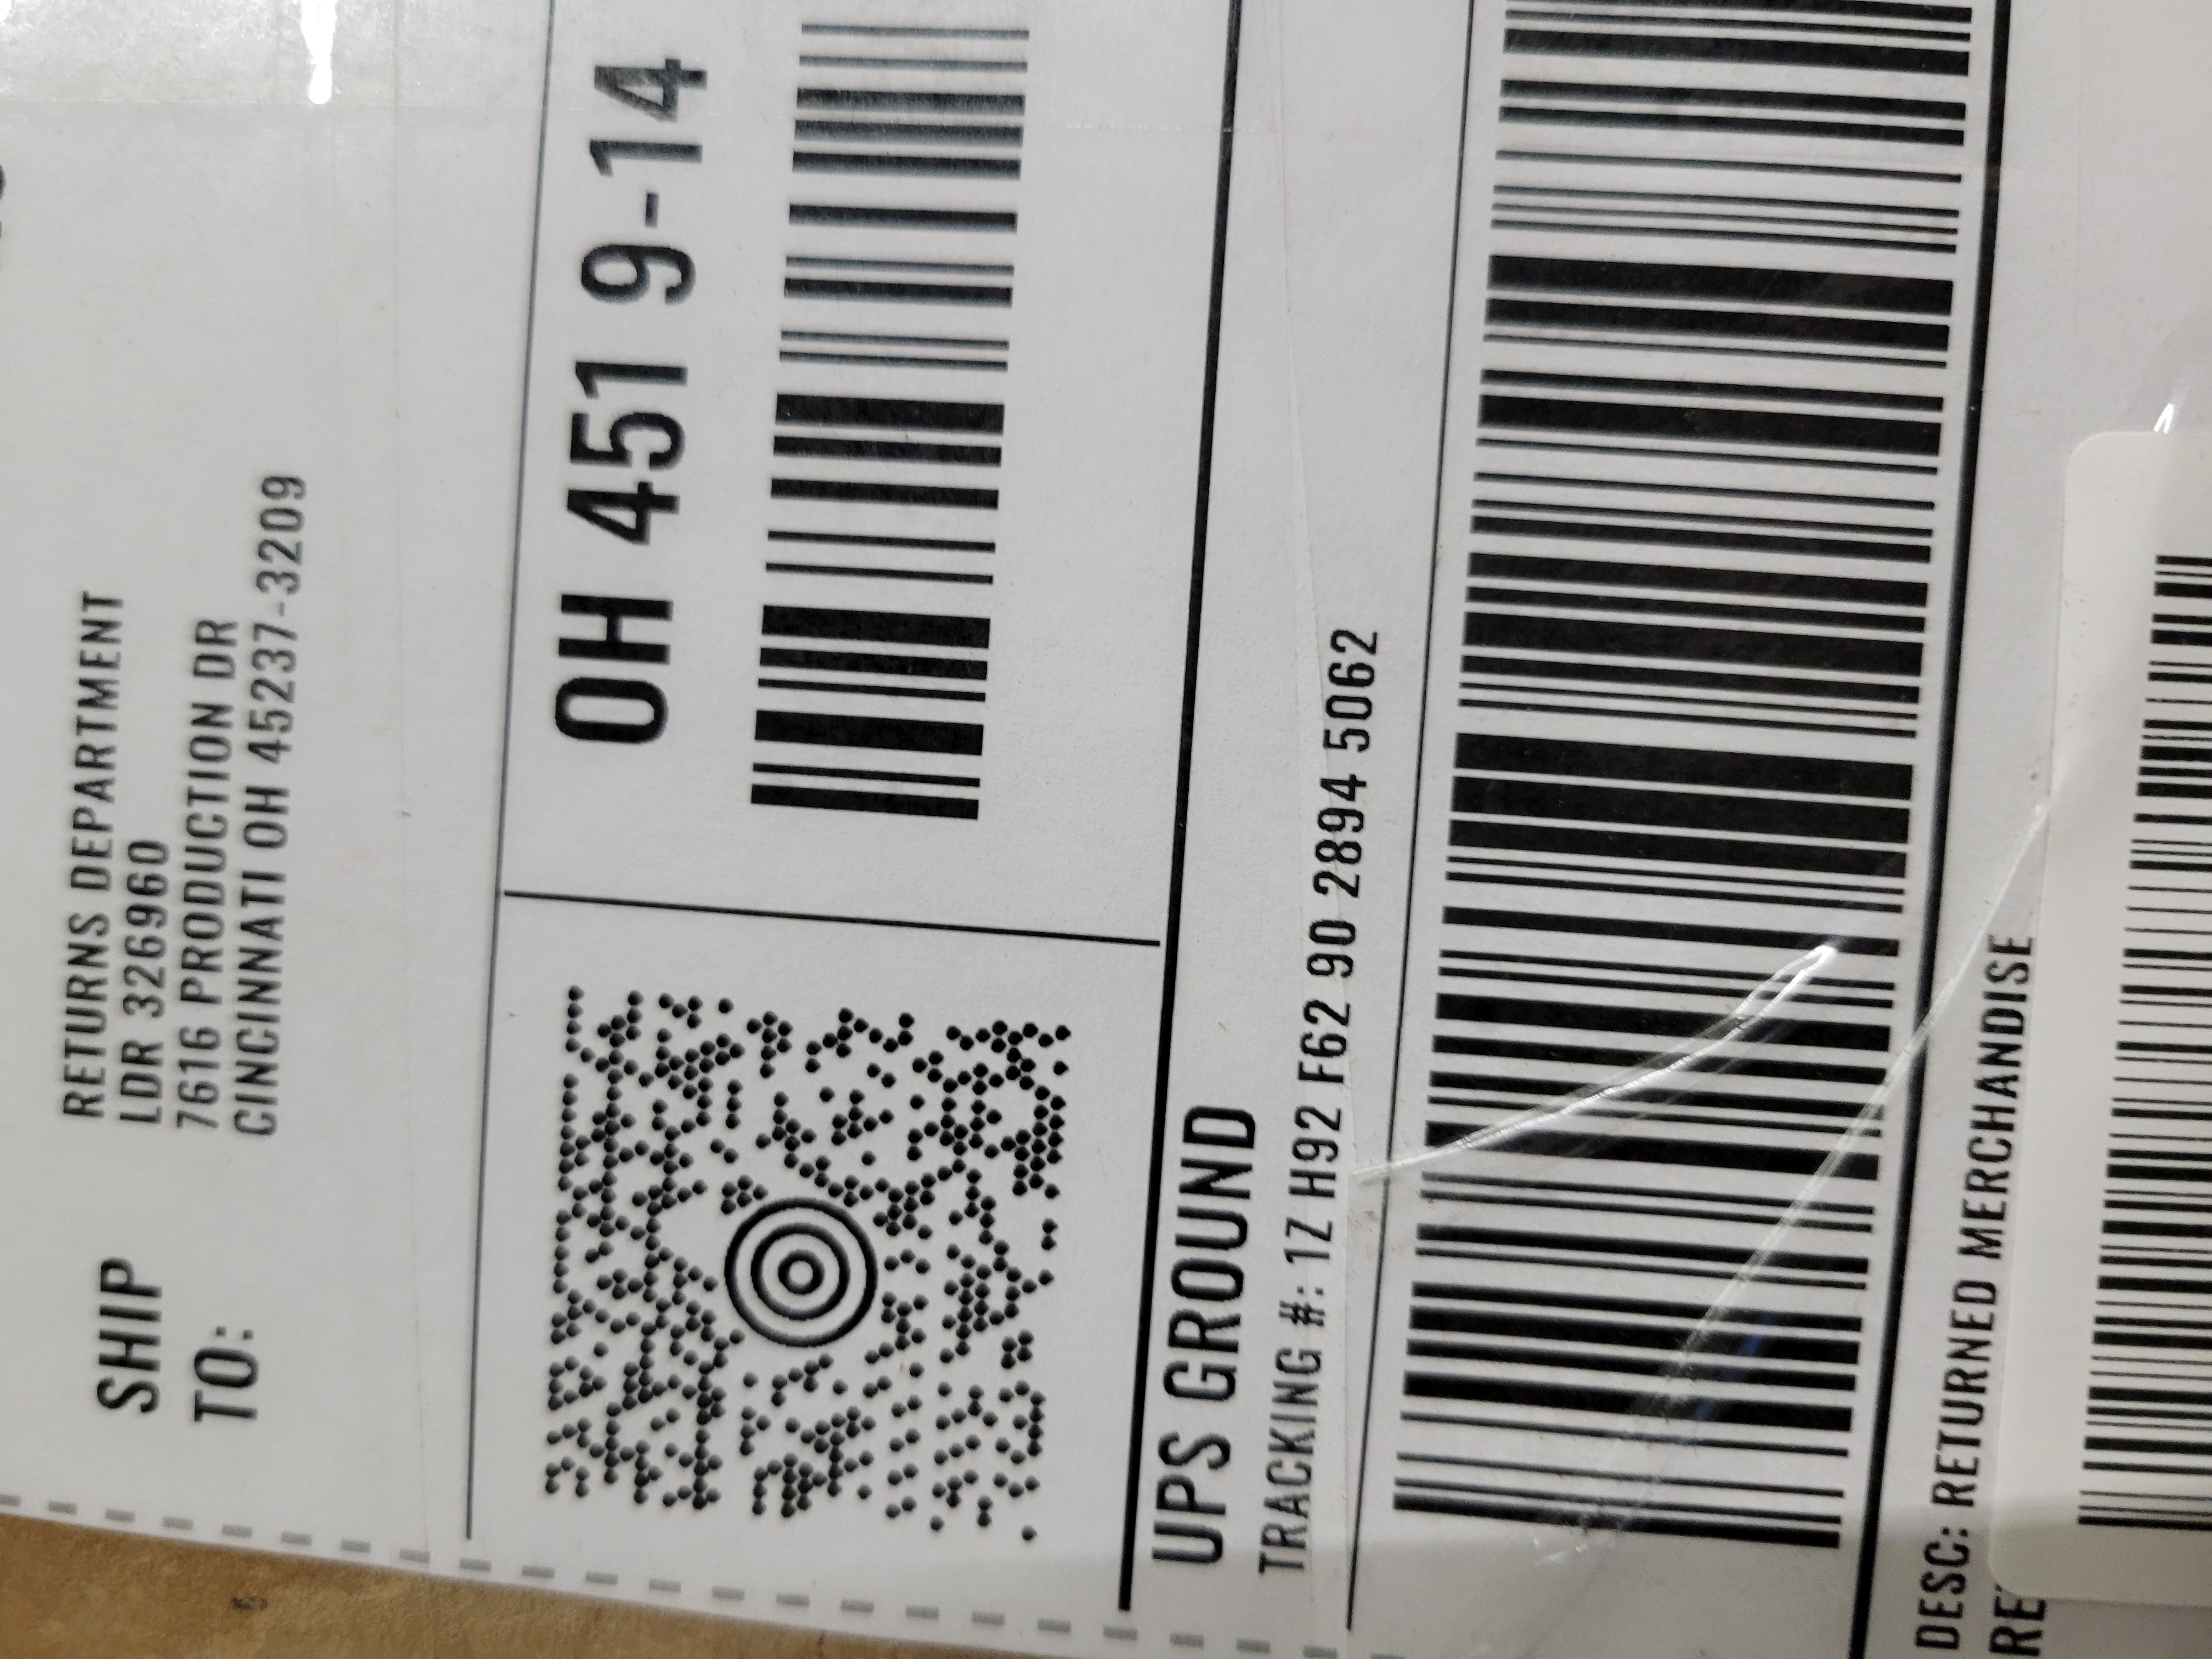 RETURNS DEPARTMENT
LDR 326960
7616 PRODUCTION DR
CINCINNATI OH 45237-3209
SHIP
TO:
OH 451 9-14
UPS GROUND
TRACKING #: 1Z H92 F62 90 2894 5062
DESC: RETURNED MERCHANDISE